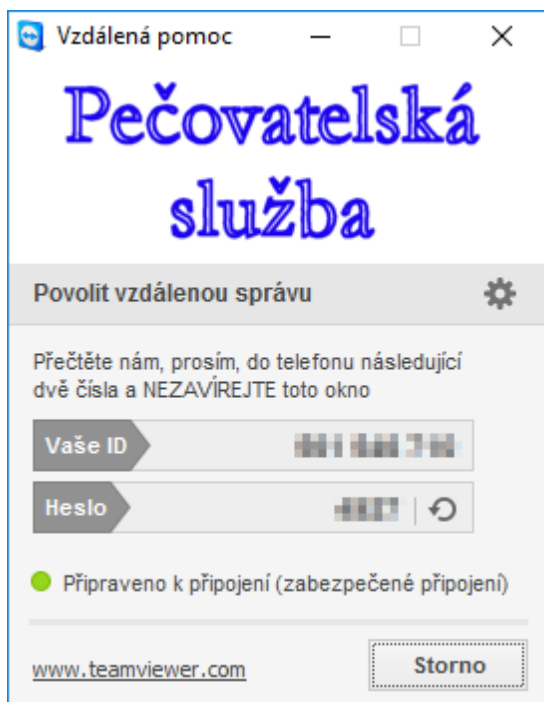 Vzdálená pomoc
Pečovatelská
služba
Povolit vzdálenou správu
Přečtěte nám, prosím, do telefonu následující
dvě čísla a NEZAVÍREJTE toto okno
Vaše ID
Heslo
Připraveno k připojení (zabezpečené připojení)
www.teamviewer.com
Storno